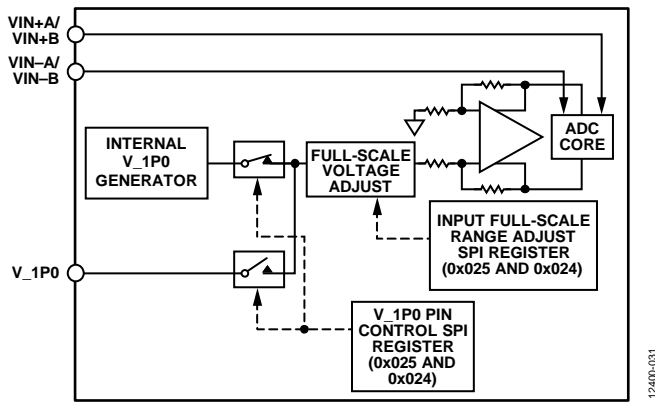 VIN+A/
VIN+B
VIN–A/
VIN–B
INTERNAL
V_1P0
GENERATOR
FULL-SCALE
VOLTAGE
ADJUST
ADC
CORE
INPUT FULL-SCALE
RANGE ADJUST
SPI REGISTER
(0x025 AND 0x024)
V_1P0
V_1P0 PIN
CONTROL SPI
REGISTER
(0x025 AND
0x024)
12400-031